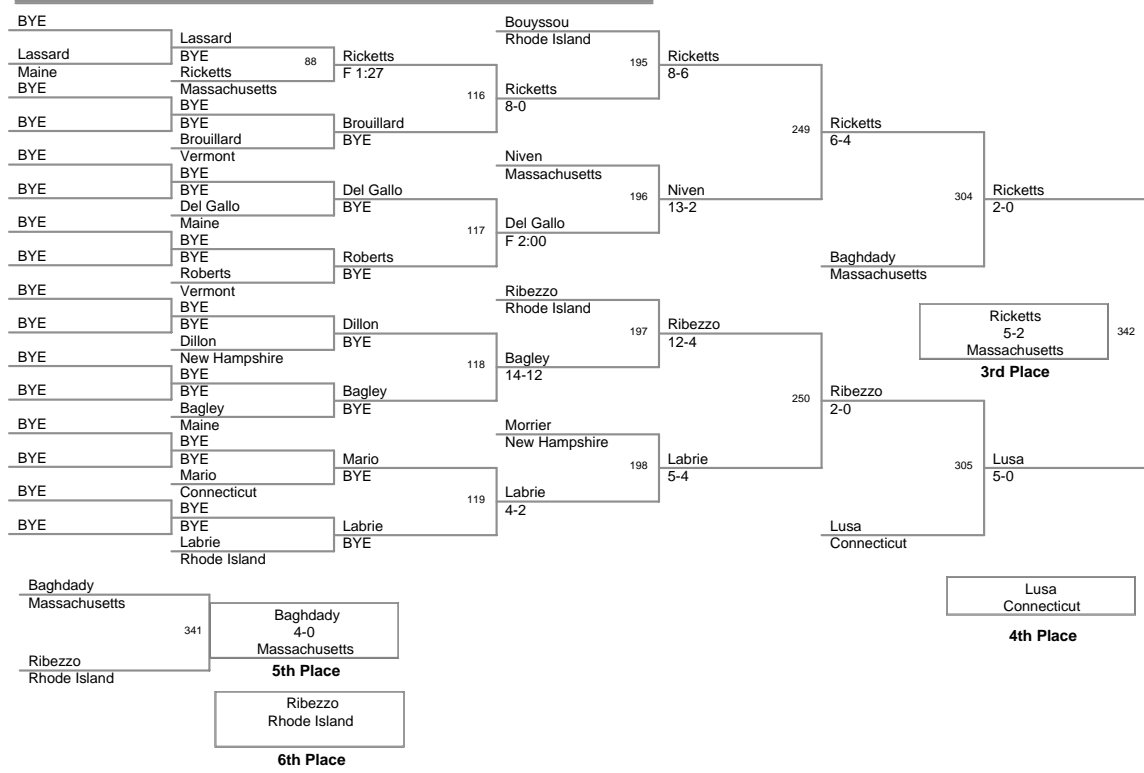 BYE
Lassard
Maine
BYE
BYE
BYE
BYE
BYE
BYE
BYE
BYE
BYE
BYE
BYE
BYE
BYE
BYE
Lassard
BYE
88
Ricketts
Massachusetts
BYE
BYE
Brouillard
Vermont
BYE
BYE
Del Gallo
Maine
BYE
BYE
Roberts
Vermont
BYE
BYE
Dillon
New Hampshire
BYE
BYE
Bagley
Maine
BYE
BYE
Mario
Connecticut
BYE
BYE
Labrie
Rhode Island
Ricketts
F 1:27
116
Brouillard
BYE
Del Gallo
BYE
117
Roberts
BYE
Dillon
BYE
118
Bagley
BYE
Mario
BYE
119
Labrie
BYE
Bouyssou
Rhode Island
195
Ricketts
8-0
Niven
Massachusetts
196
Del Gallo
F 2:00
Ribezzo
Rhode Island
197
Bagley
14-12
Morrier
New Hampshire
198
Labrie
4-2
Ricketts
8-6
249
Niven
13-2
Ribezzo
12-4
250
Labrie
5-4
Ricketts
6-4
304
Baghdady
Massachusetts
Ribezzo
2-0
305
Lusa
Connecticut
Ricketts
2-0
Ricketts
5-2
Massachusetts
342
3rd Place
Lusa
5-0
Lusa
Connecticut
4th Place
Baghdady
Massachusetts
341
Ribezzo
Rhode Island
Baghdady
4-0
Massachusetts
5th Place
Ribezzo
Rhode Island
6th Place